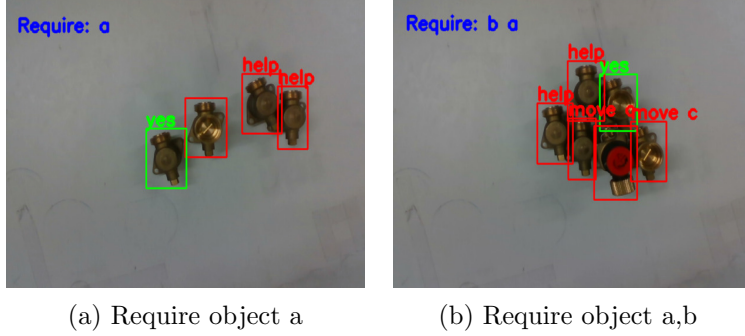 Require: a
help
help
yes
Require: b a
help
yes
help
move
move c
(a) Require object a
(b) Require object a,b